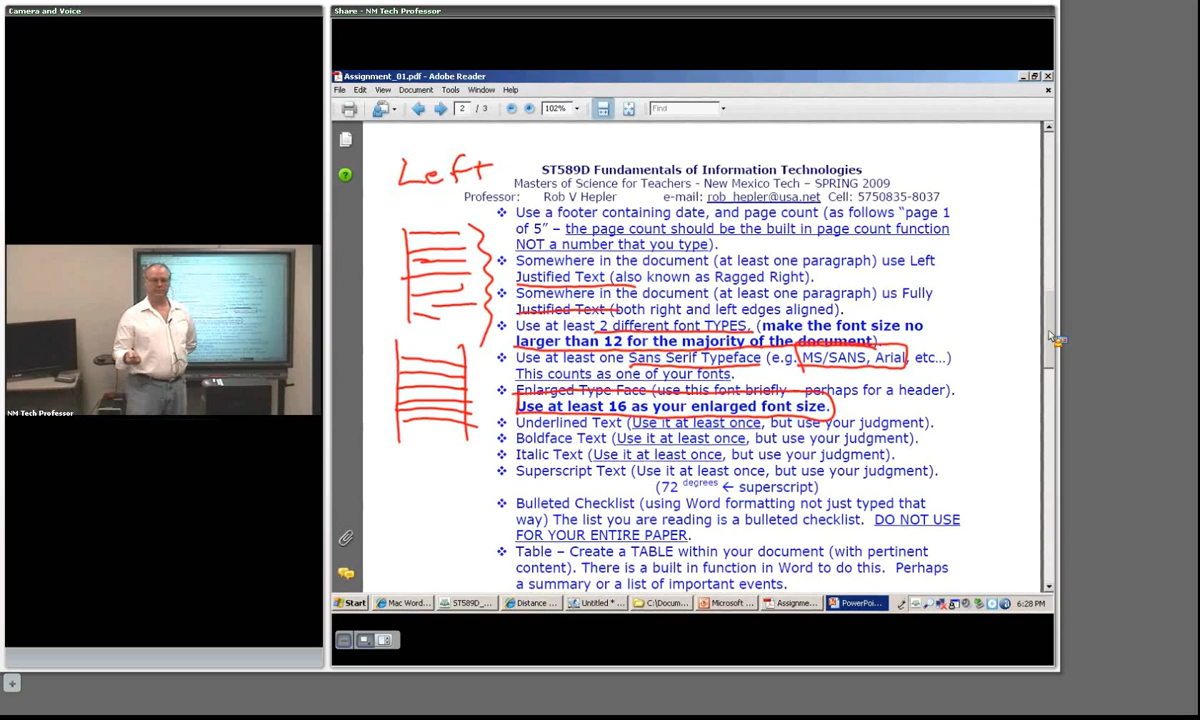 Camera and Voice
Share - NM Tech Professor
Assignment_01.pdf - Adobe Reader
File Edit View Document Tools Window Help
2 / 3 102% Find
Left
ST589D Fundamentals of Information Technologies
Masters of Science for Teachers - New Mexico Tech – SPRING 2009
Professor: Rob V Hepler e-mail: rob_hepler@usa.net Cell: 5750835-8037
❖ Use a footer containing date, and page count (as follows “page 1
of 5” – the page count should be the built in page count function
NOT a number that you type).
❖ Somewhere in the document (at least one paragraph) use Left
Justified Text (also known as Ragged Right).
❖ Somewhere in the document (at least one paragraph) us Fully
Justified Text (both right and left edges aligned).
❖ Use at least 2 different font TYPES, (make the font size no
larger than 12 for the majority of the document)
❖ Use at least one Sans Serif Typeface (e.g. MS/SANS, Arial, etc...)
This counts as one of your fonts.
❖ Enlarged Type Face (use this font briefly – perhaps for a header).
Use at least 16 as your enlarged font size.
❖ Underlined Text (Use it at least once, but use your judgment).
❖ Boldface Text (Use it at least once, but use your judgment).
❖ Italic Text (Use it at least once, but use your judgment).
❖ Superscript Text (Use it at least once, but use your judgment).
(72 degrees ← superscript)
❖ Bulleted Checklist (using Word formatting not just typed that
way) The list you are reading is a bulleted checklist. DO NOT USE
FOR YOUR ENTIRE PAPER.
❖ Table – Create a TABLE within your document (with pertinent
content). There is a built in function in Word to do this. Perhaps
a summary or a list of important events.
NM Tech Professor
Start Mac Word... ST589D_... Distance ... Untitled * ... C:\Docum... Microsoft ... Assignme... PowerPoi... 6:28 PM